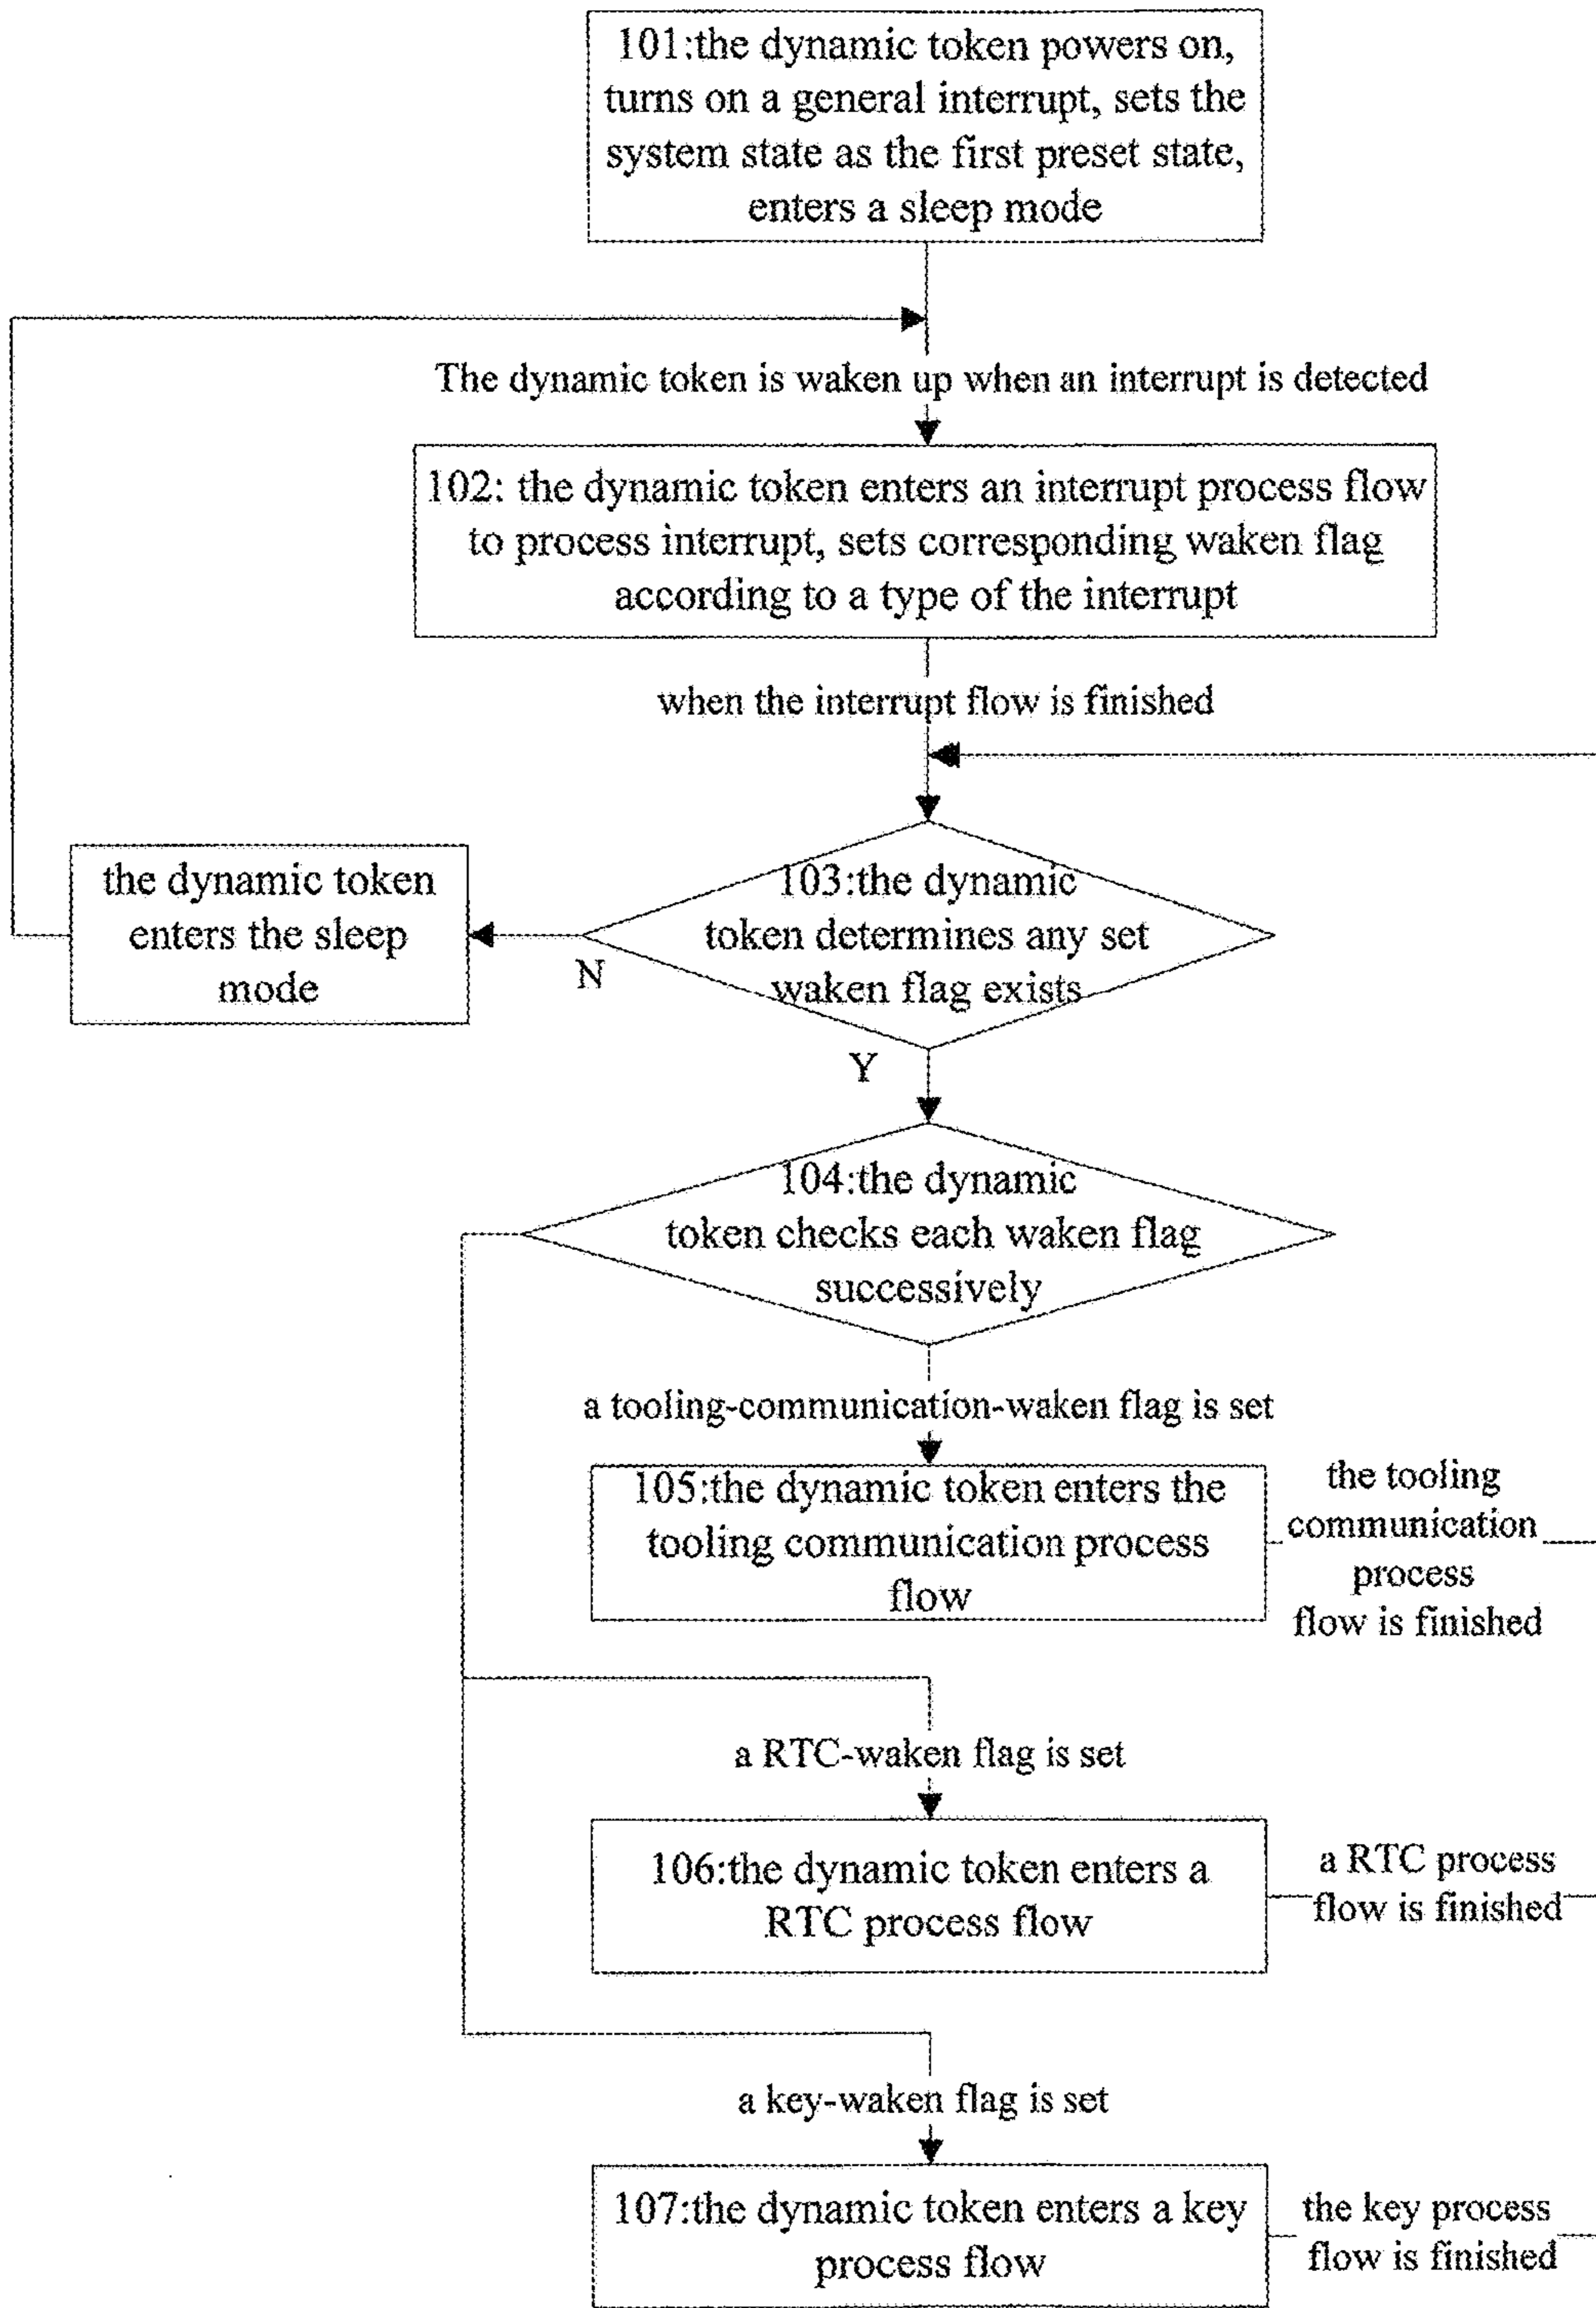 101:the dynamic token powers on,
turns on a general interrupt, sets the
system state as the first preset state,
enters a sleep mode
The dynamic token is waken up when an interrupt is detected
102: the dynamic token enters an interrupt process flow
to process interrupt, sets corresponding waken flag
according to a type of the interrupt
when the interrupt flow is finished
103:the dynamic
token determines any set
waken flag exists
N
the dynamic token
enters the sleep
mode
Y
104:the dynamic
token checks each waken flag
successively
a tooling-communication-waken flag is set
105:the dynamic token enters the
tooling communication process
flow
the tooling
communication
process
flow is finished
a RTC-waken flag is set
106:the dynamic token enters a
RTC process flow
a RTC process
flow is finished
a key-waken flag is set
107:the dynamic token enters a key
process flow
the key process
flow is finished